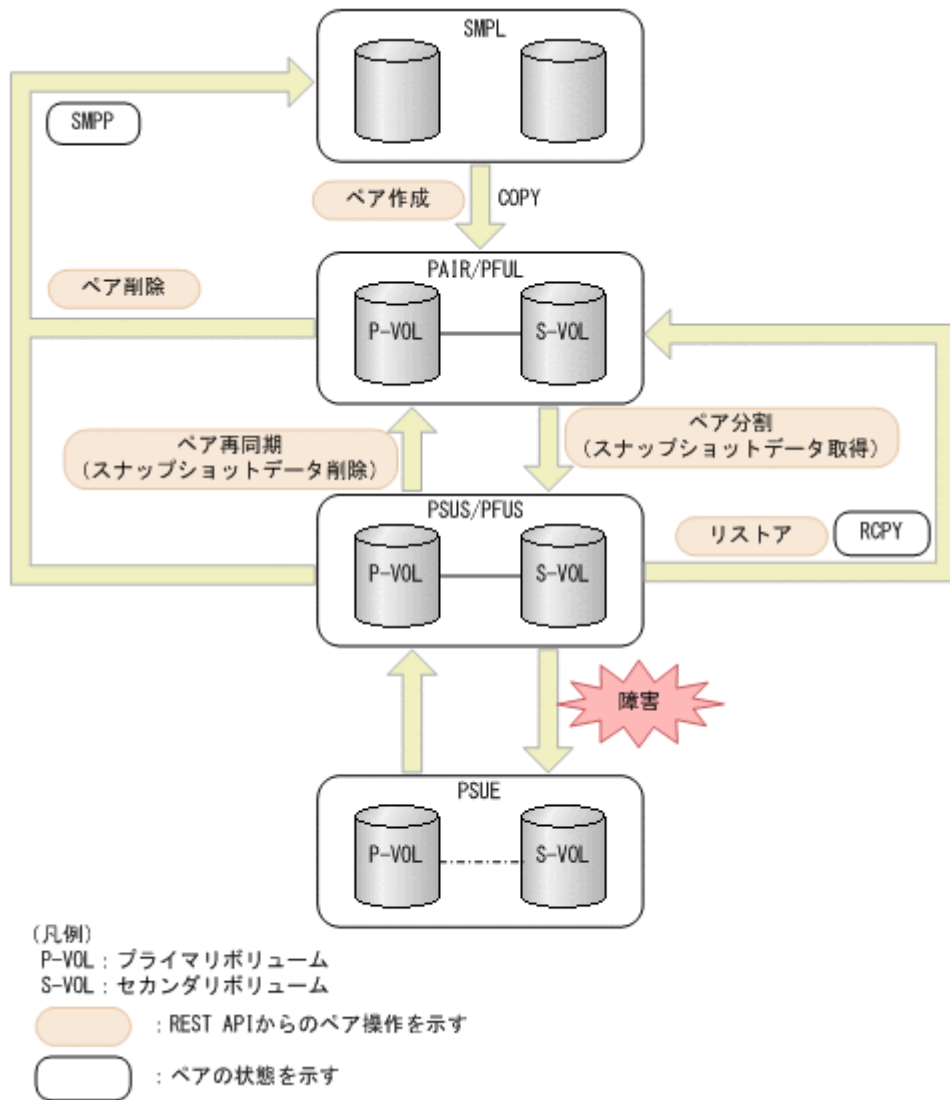 SMPL
SMPP
ペア作成
COPY
PAIR/PFUL
ペア削除
P-VOL
S-VOL
ペア再同期
(スナップショットデータ削除)
ペア分割
(スナップショットデータ取得)
PSUS/PFUS
リストア
RCPY
P-VOL
S-VOL
障害
PSUE
P-VOL
S-VOL
(凡例)
P-VOL：プライマリボリューム
S-VOL：セカンダリボリューム
：REST APIからのペア操作を示す
：ペアの状態を示す